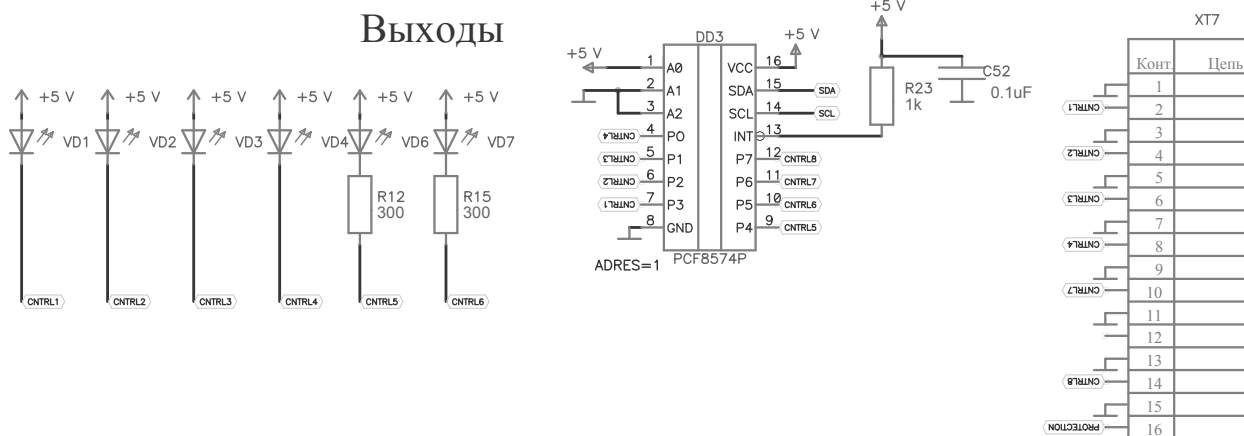 Выходы
+5 V
+5 V
+5 V
+5 V
+5 V
+5 V
VD1
VD2
VD3
VD4
VD6
VD7
R12
300
R15
300
CNTRL1
CNTRL2
CNTRL3
CNTRL4
CNTRL5
CNTRL6
DD3
+5 V
+5 V
1 A0
2 A1
3 A2
CNTRL4 4 P0
CNTRL3 5 P1
CNTRL2 6 P2
CNTRL1 7 P3
8 GND
VCC 16
SDA 15 SDA
SCL 14 SCL
INT 13
P7 12 CNTRL8
P6 11 CNTRL7
P5 10 CNTRL6
P4 9 CNTRL5
ADRES=1
PCF8574P
+5 V
R23
1k
C52
0.1uF
XT7
Конт. Цепь
1
CNTRL1 2
3
CNTRL2 4
5
CNTRL3 6
7
CNTRL4 8
9
CNTRL7 10
11
12
13
CNTRL8 14
15
PROTECTION 16